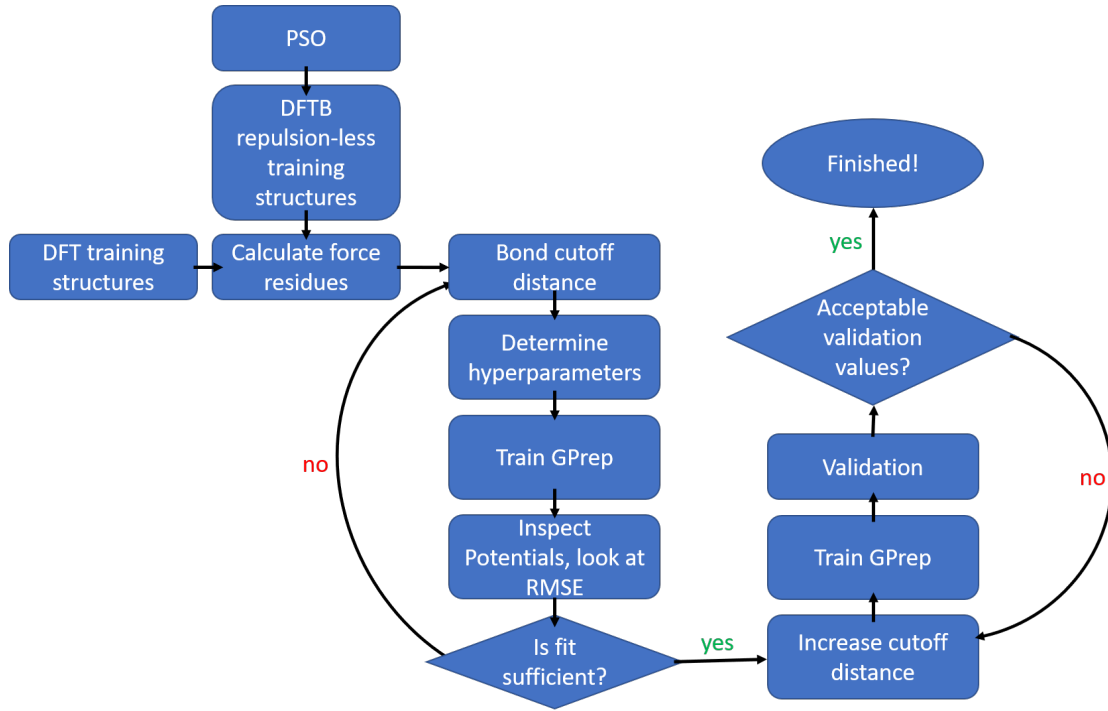 PSO
DFTB
repulsion-less
training
structures
DFT training
structures
Calculate force
residues
Bond cutoff
distance
Determine
hyperparameters
Train GPrep
Inspect
Potentials, look at
RMSE
Is fit
sufficient?
no
yes
Increase cutoff
distance
Train GPrep
Validation
Acceptable
validation
values?
no
yes
Finished!